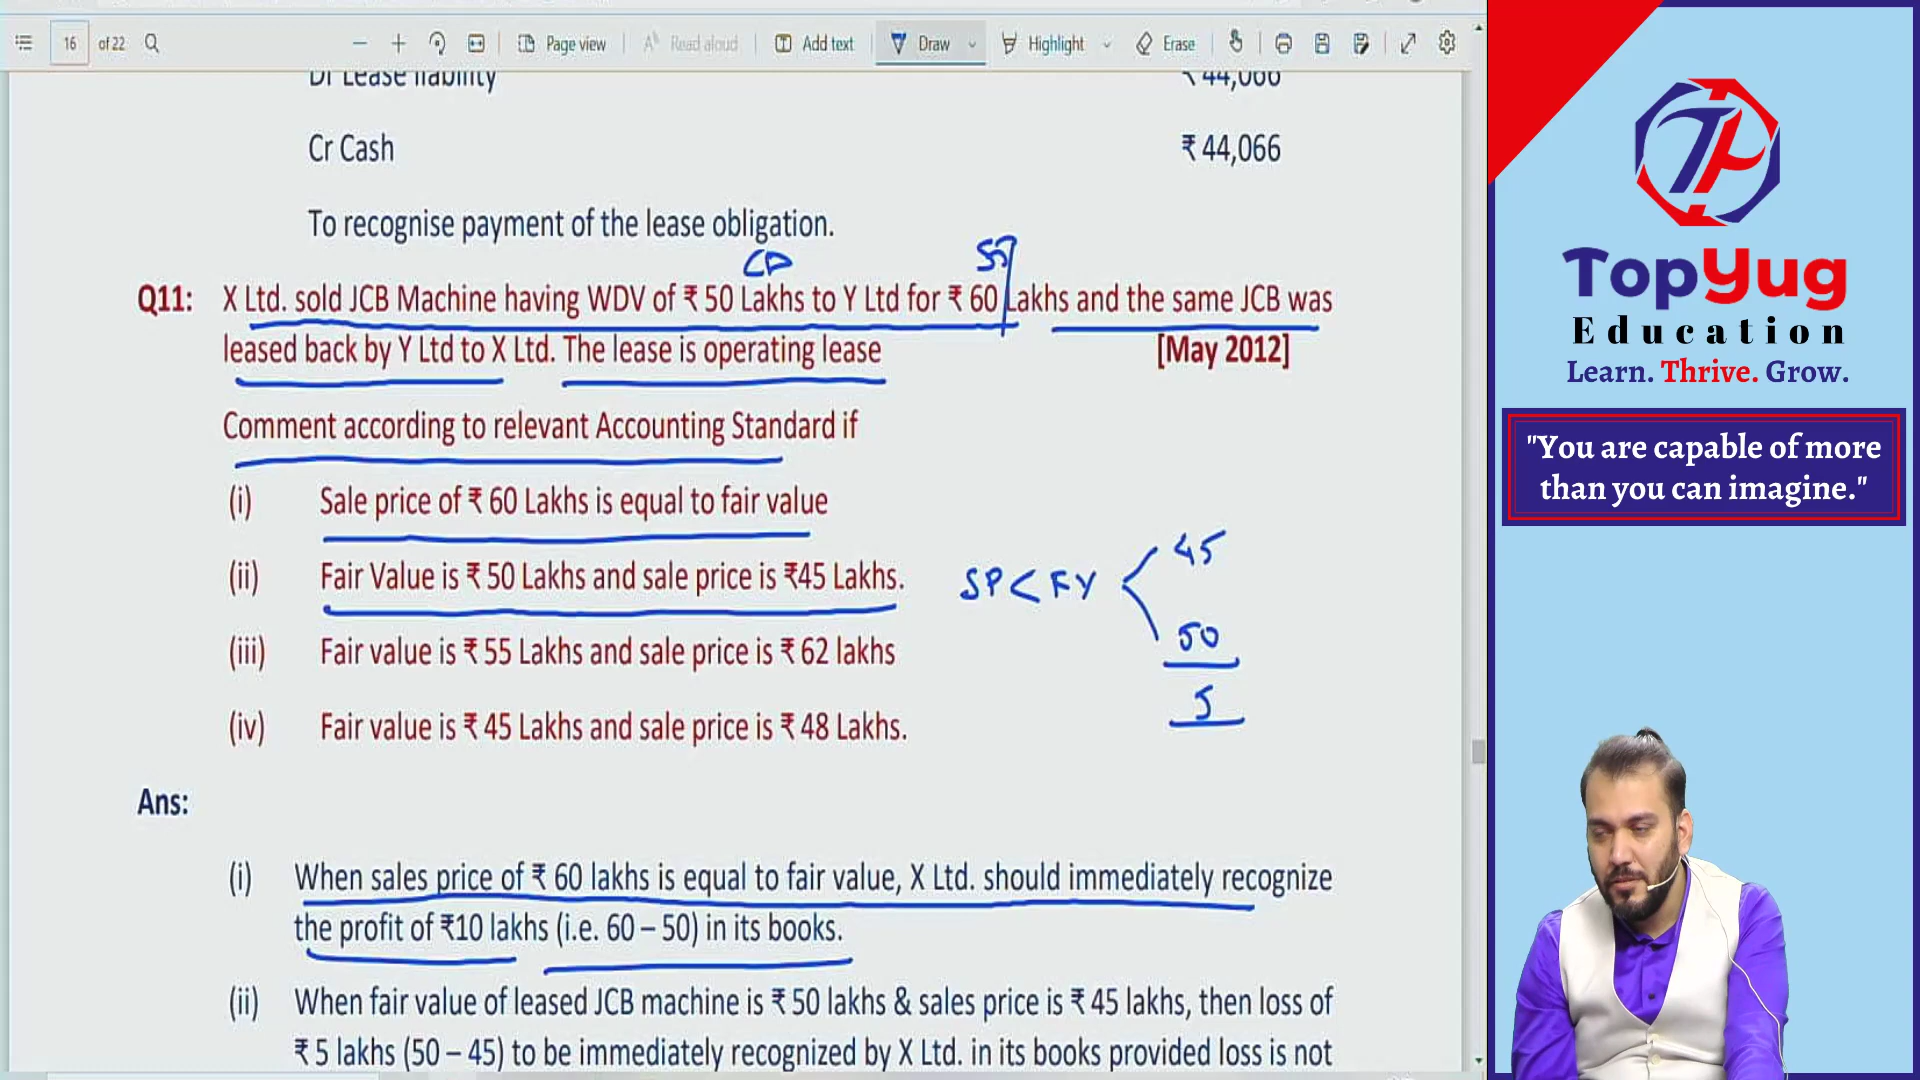 16 of 22 Page view Read aloud Add text Draw Highlight Erase
Dr Lease liability ₹ 44,066
Cr Cash ₹ 44,066
To recognise payment of the lease obligation.
Q11: X Ltd. sold JCB Machine having WDV of ₹ 50 Lakhs to Y Ltd for ₹ 60 Lakhs and the same JCB was
leased back by Y Ltd to X Ltd. The lease is operating lease [May 2012]
Comment according to relevant Accounting Standard if
(i) Sale price of ₹ 60 Lakhs is equal to fair value
(ii) Fair Value is ₹ 50 Lakhs and sale price is ₹45 Lakhs.
SP < FV
45
50
5
(iii) Fair value is ₹ 55 Lakhs and sale price is ₹ 62 lakhs
(iv) Fair value is ₹ 45 Lakhs and sale price is ₹ 48 Lakhs.
Ans:
(i) When sales price of ₹ 60 lakhs is equal to fair value, X Ltd. should immediately recognize
the profit of ₹10 lakhs (i.e. 60 – 50) in its books.
(ii) When fair value of leased JCB machine is ₹ 50 lakhs & sales price is ₹ 45 lakhs, then loss of
₹ 5 lakhs (50 – 45) to be immediately recognized by X Ltd. in its books provided loss is not
TopYug
Education
Learn. Thrive. Grow.
"You are capable of more
than you can imagine."